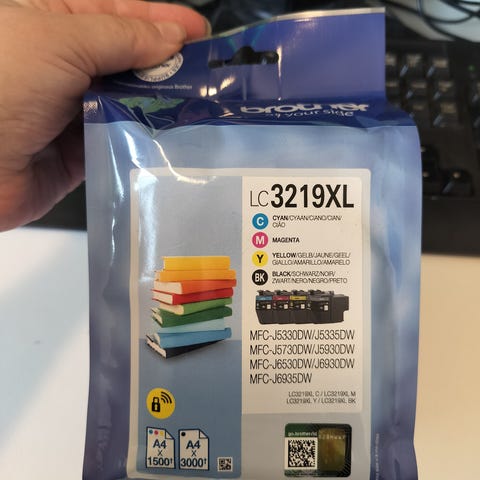 brother
at your side
LC3219XL
C CYAN/CYAAN/CIANO/CIAN/
CIÃO
M MAGENTA
Y YELLOW/GELB/JAUNE/GEEL/
GIALLO/AMARILLO/AMARELO
BK BLACK/SCHWARZ/NOIR/
ZWART/NERO/NEGRO/PRETO
MFC-J5330DW/J5335DW
MFC-J5730DW/J5930DW
MFC-J6530DW/J6930DW
MFC-J6935DW
LC3219XL C / LC3219XL M
LC3219XL Y / LC3219XL BK
A4
x
1500†
A4
x
3000†